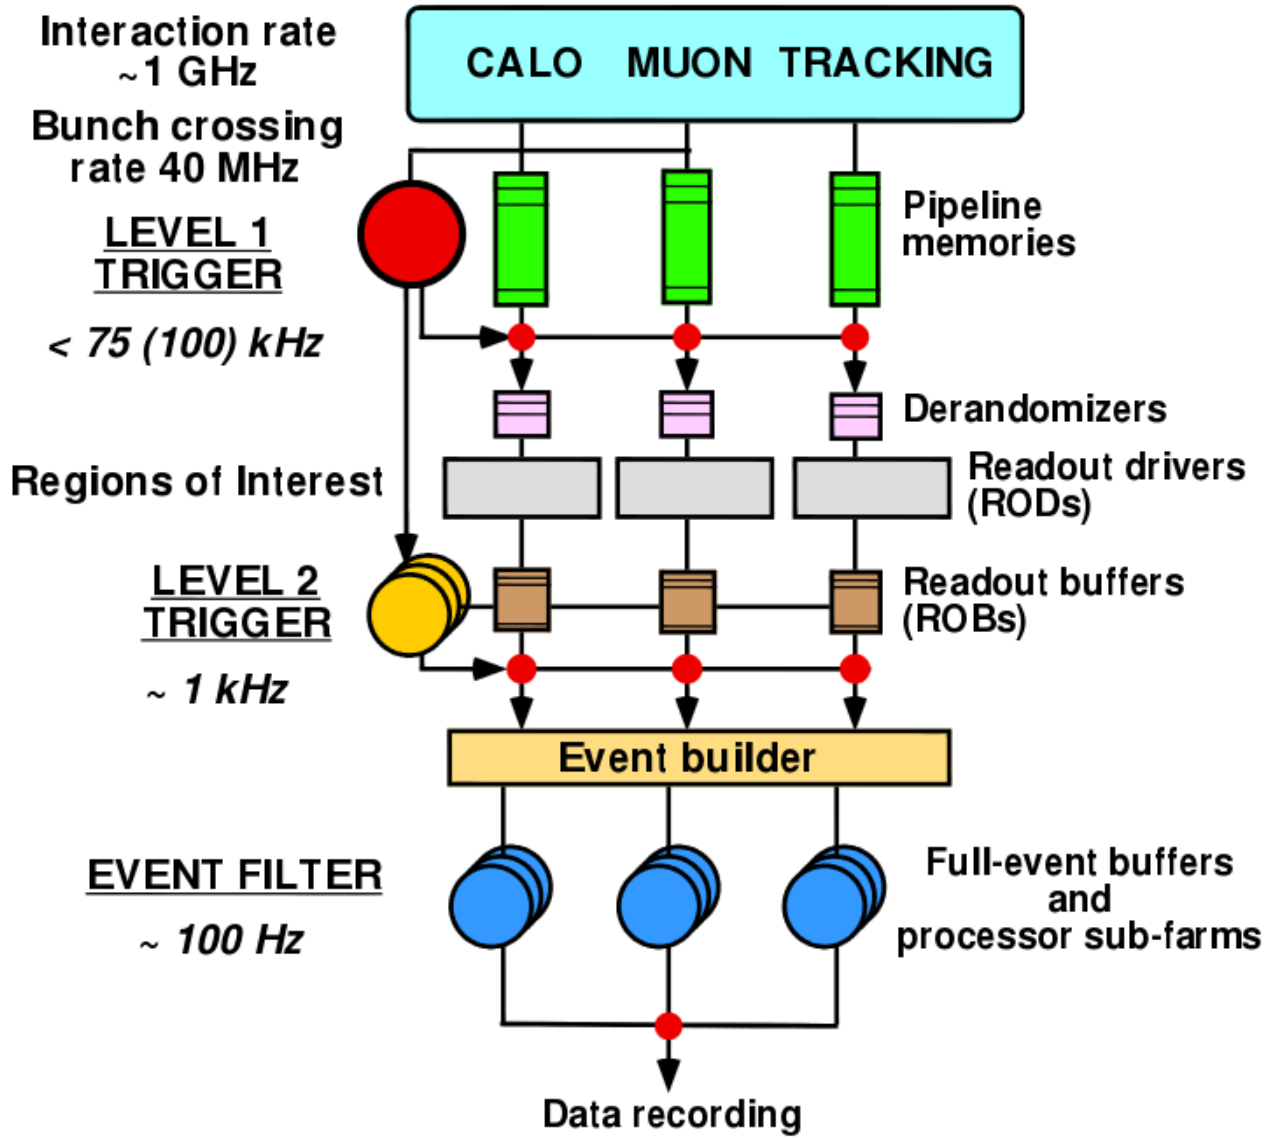 Interaction rate
~1 GHz
CALO MUON TRACKING
Bunch crossing
rate 40 MHz
LEVEL 1
TRIGGER
Pipeline
memories
< 75 (100) kHz
Derandomizers
Regions of Interest
Readout drivers
(RODs)
LEVEL 2
TRIGGER
Readout buffers
(ROBs)
~ 1 kHz
Event builder
EVENT FILTER
~ 100 Hz
Full-event buffers
and
processor sub-farms
Data recording